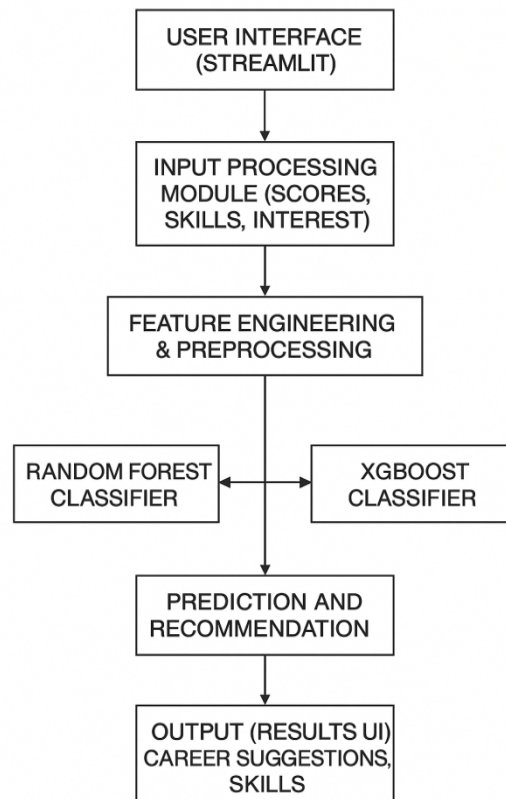 USER INTERFACE
(STREAMLIT)
INPUT PROCESSING
MODULE (SCORES,
SKILLS, INTEREST)
FEATURE ENGINEERING
& PREPROCESSING
RANDOM FOREST
CLASSIFIER
XGBOOST
CLASSIFIER
PREDICTION AND
RECOMMENDATION
OUTPUT (RESULTS UI)
CAREER SUGGESTIONS,
SKILLS